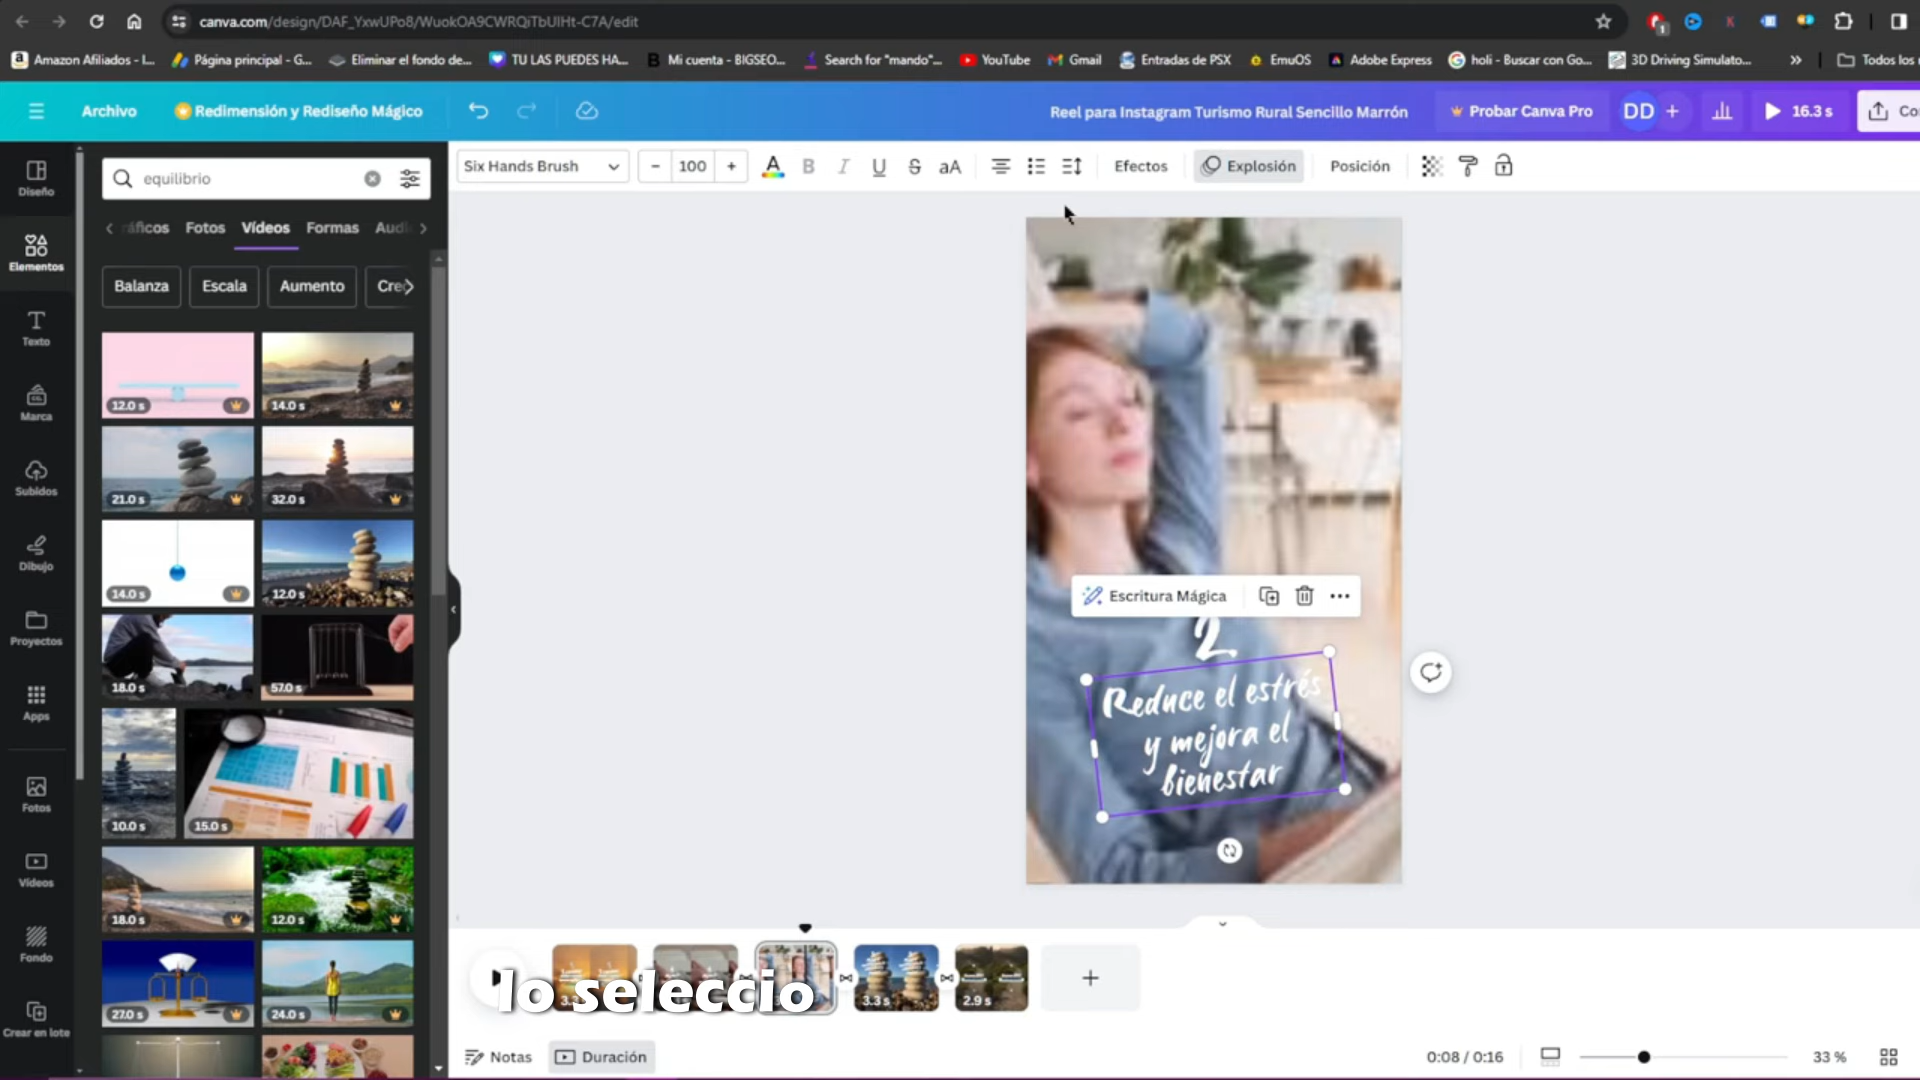 canva.com/design/DAF_YxwUPo8/WuokOA9CWRQiTbUlHt-C7A/edit
Amazon Afiliados - I...
Página principal - G...
Eliminar el fondo de...
TU LAS PUEDES HA...
Mi cuenta - BIGSEO...
Search for "mando"...
YouTube
Gmail
Entradas de PSX
EmuOS
Adobe Express
holi - Buscar con Go...
3D Driving Simulato...
Todos los
Archivo
Redimensión y Rediseño Mágico
Reel para Instagram Turismo Rural Sencillo Marrón
Probar Canva Pro
DD
16.3 s
Co
Six Hands Brush
100
Efectos
Explosión
Posición
Diseño
Elementos
Texto
Marca
Subidos
Dibujo
Proyectos
Apps
Fotos
Vídeos
Fondo
Crear en lote
equilibrio
ráficos
Fotos
Vídeos
Formas
Audi
Balanza
Escala
Aumento
Cre
12.0 s
14.0 s
21.0 s
32.0 s
14.0 s
12.0 s
18.0 s
57.0 s
10.0 s
15.0 s
18.0 s
12.0 s
27.0 s
24.0 s
Escritura Mágica
2
Reduce el estrés
y mejora el
bienestar
lo seleccio
3.3 s
2.9 s
Notas
Duración
0:08 / 0:16
33 %